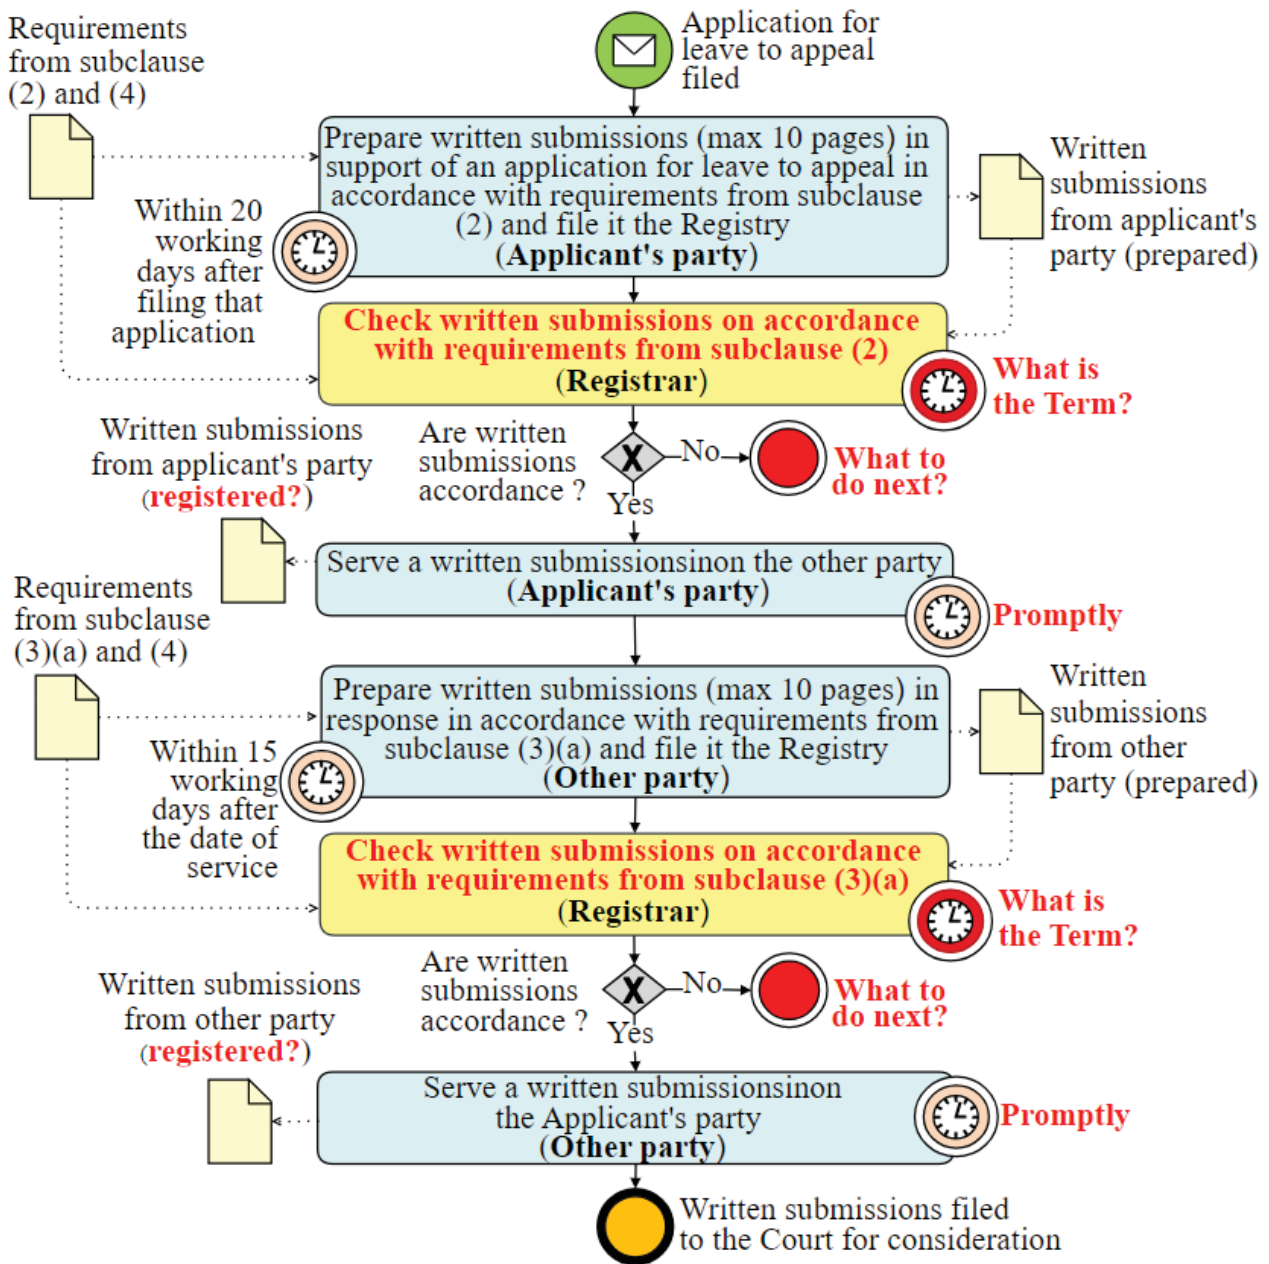 Requirements
from subclause
(2) and (4)
Application for
leave to appeal
filed
Prepare written submissions (max 10 pages) in
support of an application for leave to appeal in
accordance with requirements from subclause
(2) and file it the Registry
(Applicant's party)
Written
submissions
from applicant's
party (prepared)
Within 20
working
days after
filing that
application
Check written submissions on accordance
with requirements from subclause (2)
(Registrar)
What is
the Term?
Written submissions
from applicant's party
(registered?)
Are written
submissions
accordance ?
X
No
What to
do next?
Yes
Serve a written submissionsinon the other party
(Applicant's party)
Promptly
Requirements
from subclause
(3)(a) and (4)
Prepare written submissions (max 10 pages) in
response in accordance with requirements from
subclause (3)(a) and file it the Registry
(Other party)
Written
submissions
from other
party (prepared)
Within 15
working
days after
the date of
service
Check written submissions on accordance
with requirements from subclause (3)(a)
(Registrar)
What is
the Term?
Written submissions
from other party
(registered?)
Are written
submissions
accordance ?
X
No
What to
do next?
Yes
Serve a written submissionsinon
the Applicant's party
(Other party)
Promptly
Written submissions filed
to the Court for consideration